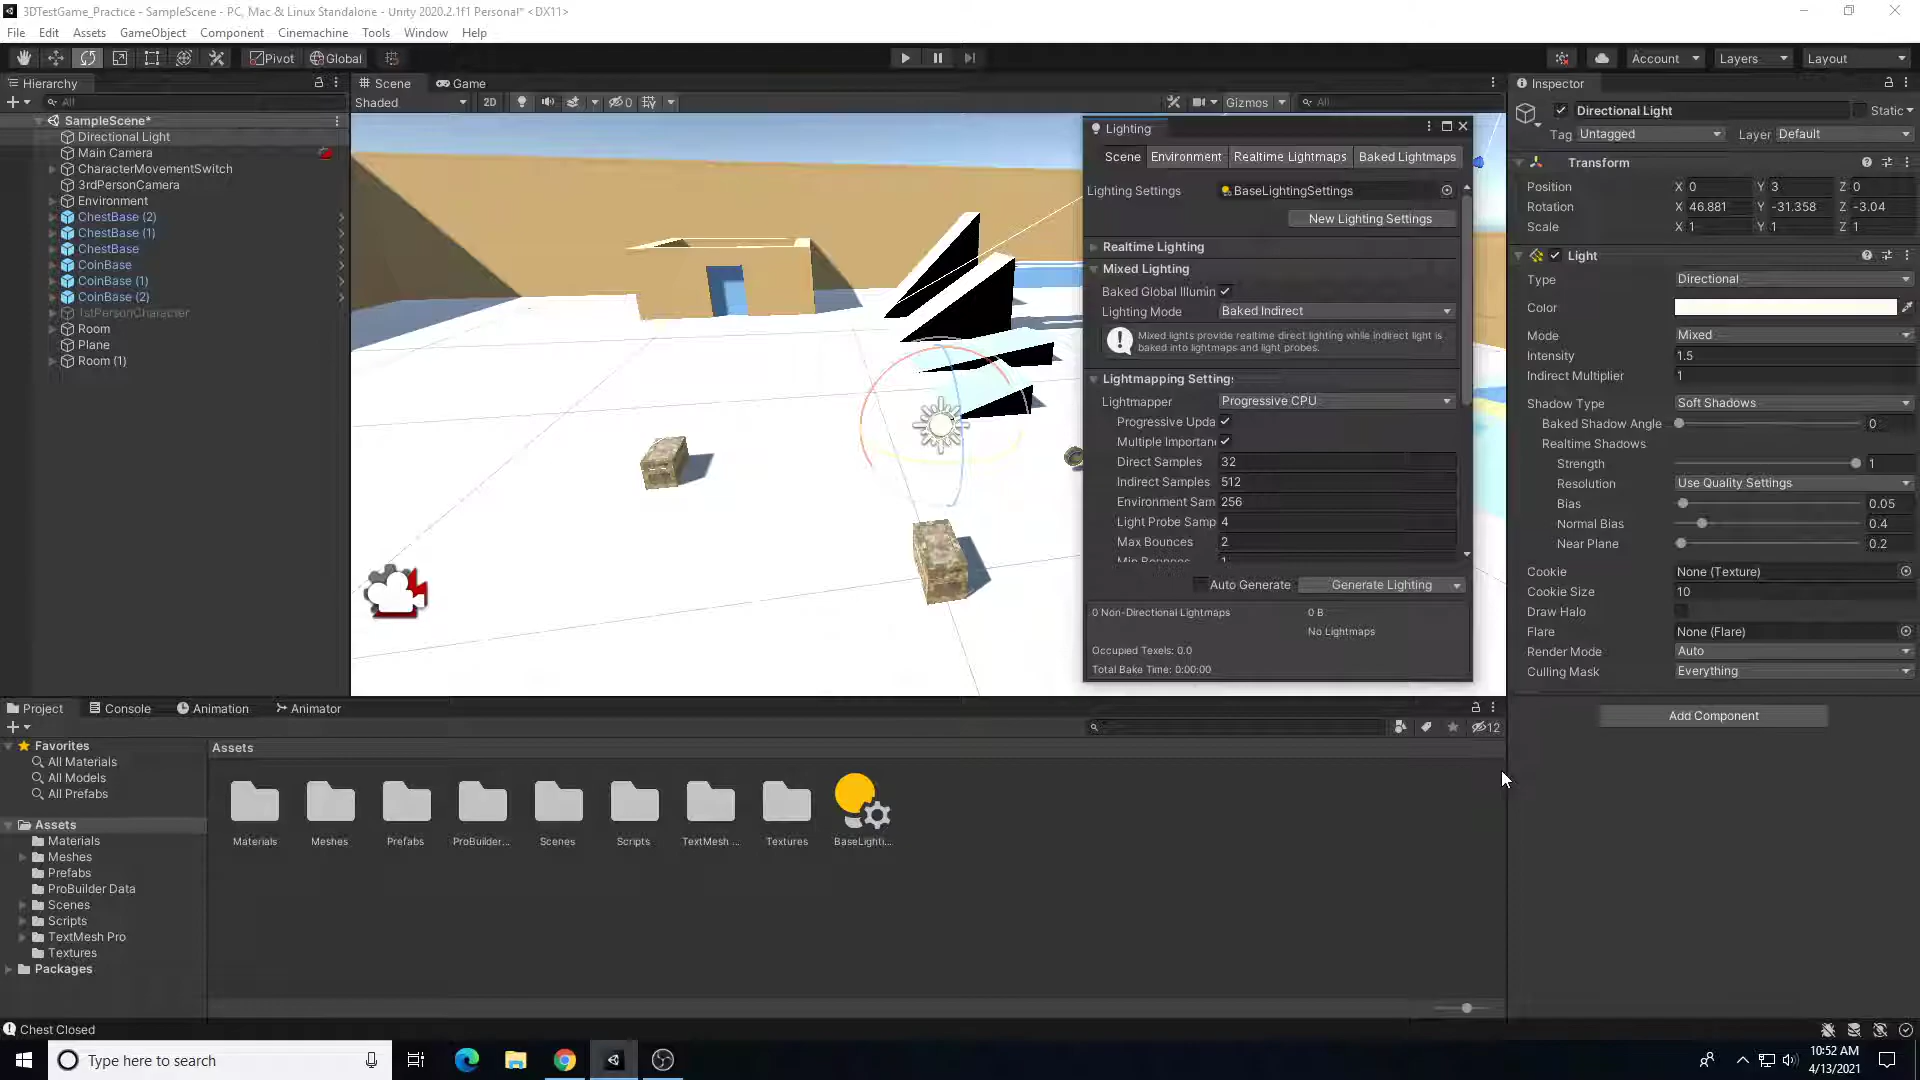 3DTestGame_Practice - SampleScene - PC, Mac & Linux Standalone - Unity 2020.2.1f1 Personal* <DX11>
File Edit Assets GameObject Component Cinemachine Tools Window Help
Pivot Global Account Layers Layout
Hierarchy
All
SampleScene*
Directional Light
Main Camera
CharacterMovementSwitch
3rdPersonCamera
Environment
ChestBase (2)
ChestBase (1)
ChestBase
CoinBase
CoinBase (1)
CoinBase (2)
1stPersonCharacter
Room
Plane
Room (1)
Scene Game
Shaded 2D 0 Gizmos All
Lighting
Scene Environment Realtime Lightmaps Baked Lightmaps
Lighting Settings BaseLightingSettings
New Lighting Settings
Realtime Lighting
Mixed Lighting
Baked Global Illumin
Lighting Mode Baked Indirect
Mixed lights provide realtime direct lighting while indirect light is
baked into lightmaps and light probes.
Lightmapping Setting
Lightmapper Progressive CPU
Progressive Upda
Multiple Importan
Direct Samples 32
Indirect Samples 512
Environment Sam 256
Light Probe Samp 4
Max Bounces 2
Min Bounces 1
Auto Generate Generate Lighting
0 Non-Directional Lightmaps 0 B
No Lightmaps
Occupied Texels: 0.0
Total Bake Time: 0:00:00
Inspector
Directional Light Static
Tag Untagged Layer Default
Transform
Position X 0 Y 3 Z 0
Rotation X 46.881 Y -31.358 Z -3.04
Scale X 1 Y 1 Z 1
Light
Type Directional
Color
Mode Mixed
Intensity 1.5
Indirect Multiplier 1
Shadow Type Soft Shadows
Baked Shadow Angle 0
Realtime Shadows
Strength 1
Resolution Use Quality Settings
Bias 0.05
Normal Bias 0.4
Near Plane 0.2
Cookie None (Texture)
Cookie Size 10
Draw Halo
Flare None (Flare)
Render Mode Auto
Culling Mask Everything
Add Component
Project Console Animation Animator
12
Favorites
All Materials
All Models
All Prefabs
Assets
Materials
Meshes
Prefabs
ProBuilder Data
Scenes
Scripts
TextMesh Pro
Textures
Packages
Assets
Materials Meshes Prefabs ProBuilder... Scenes Scripts TextMesh ... Textures BaseLighti...
Chest Closed
Type here to search
10:52 AM
4/13/2021